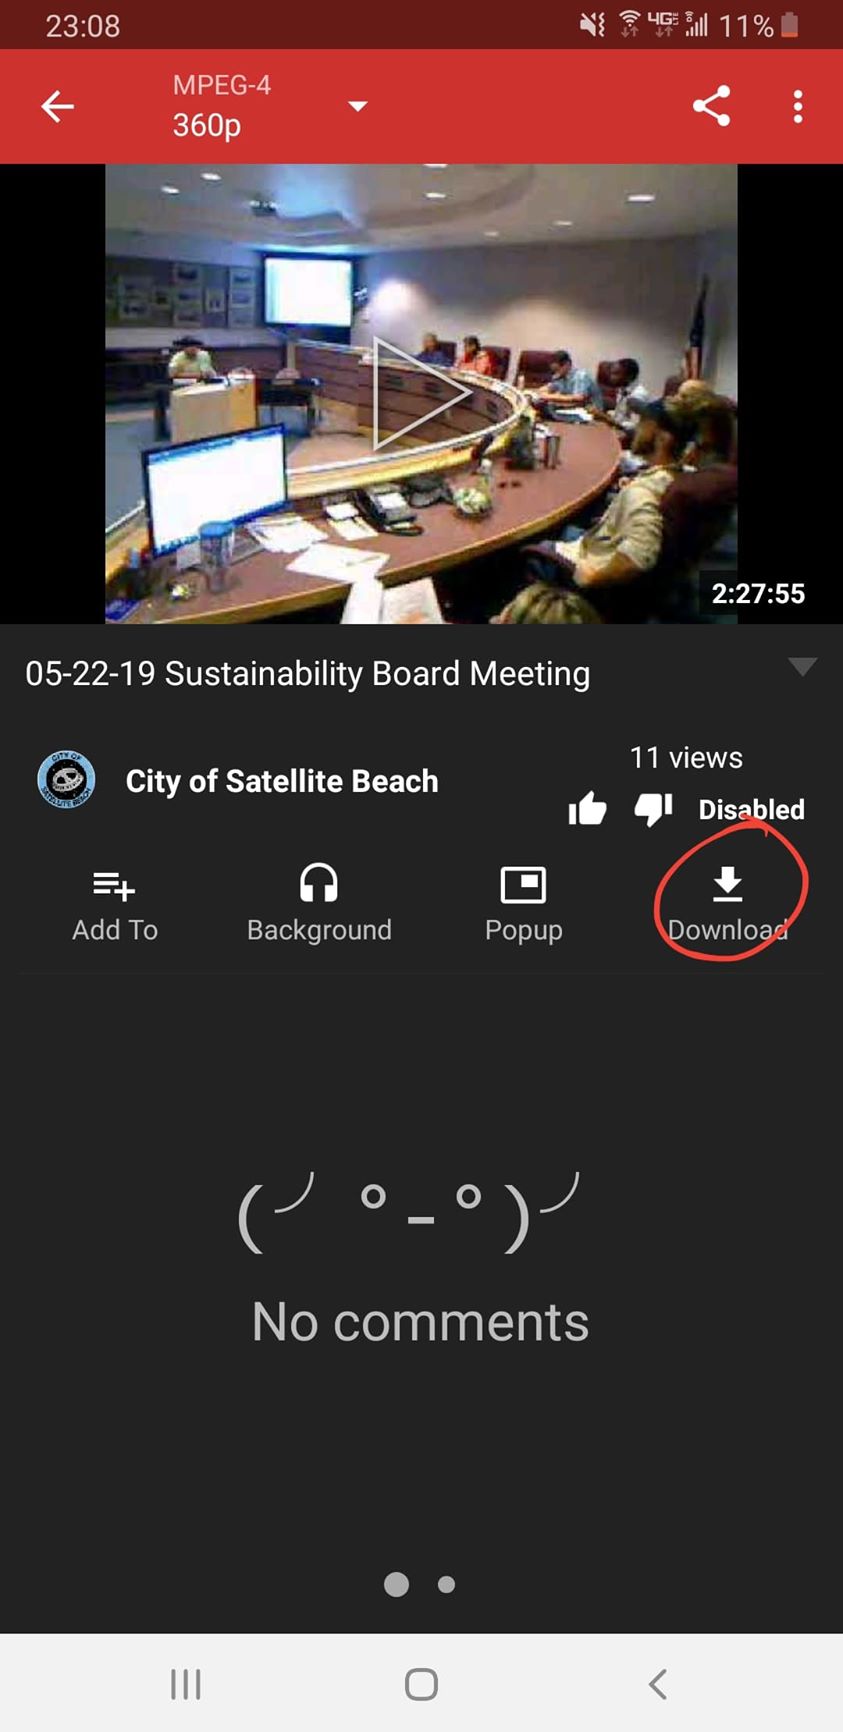 23:08 4G LTE 11%
MPEG-4
360p
2:27:55
05-22-19 Sustainability Board Meeting
11 views
CITY OF SATELLITE BEACH
City of Satellite Beach
Disabled
Add To Background Popup Download
(╯°-°)╯
No comments